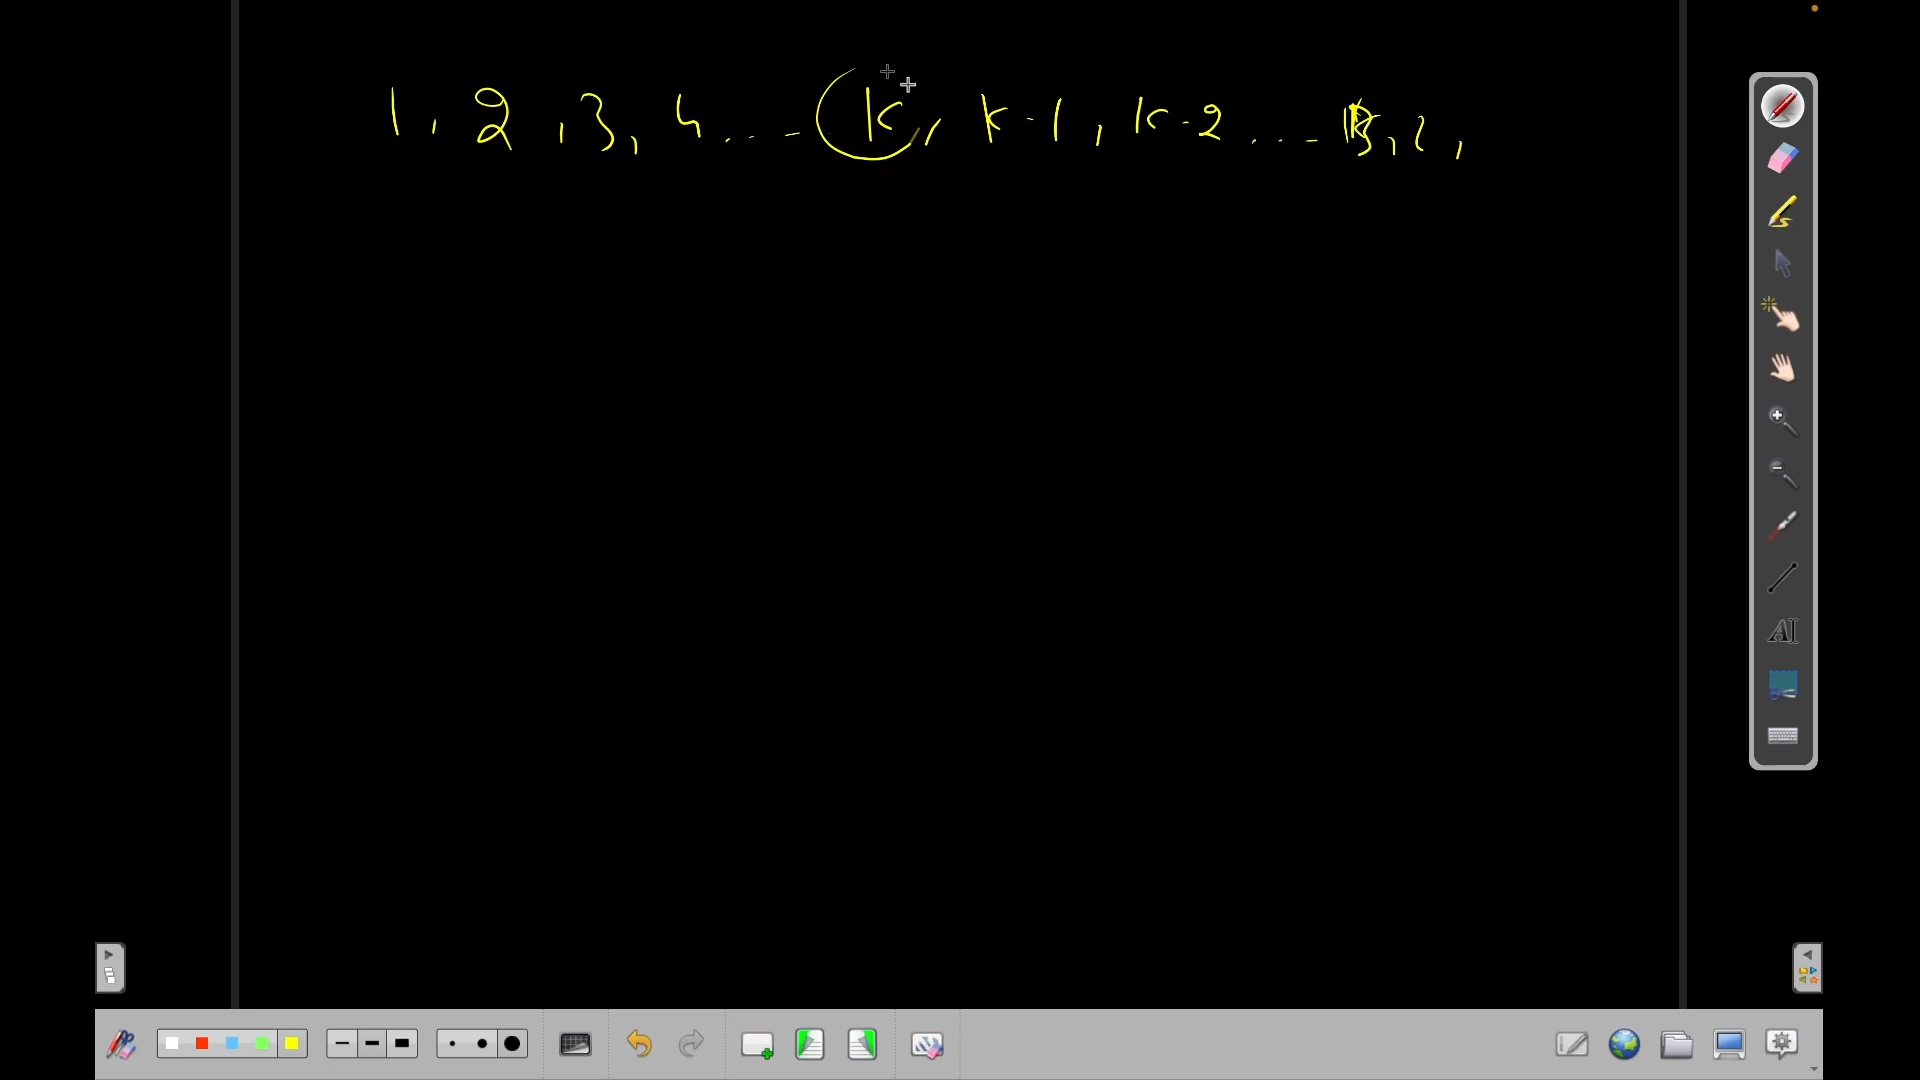 1, 2, 3, 4 ... k, k-1, k-2 ... 3, 2,